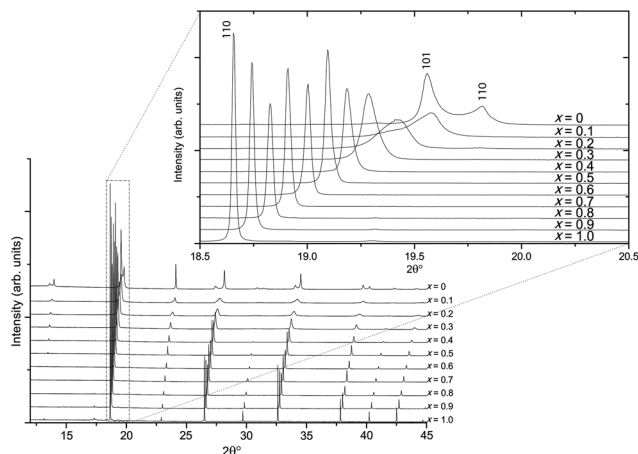 110
101
110
x = 0
x = 0.1
x = 0.2
x = 0.3
x = 0.4
x = 0.5
x = 0.6
x = 0.7
x = 0.8
x = 0.9
x = 1.0
Intensity (arb. units)
18.5 19.0 19.5 20.0 20.5
2θ°
x = 0
x = 0.1
x = 0.2
x = 0.3
x = 0.4
x = 0.5
x = 0.6
x = 0.7
x = 0.8
x = 0.9
x = 1.0
Intensity (arb. units)
15 20 25 30 35 40 45
2θ°